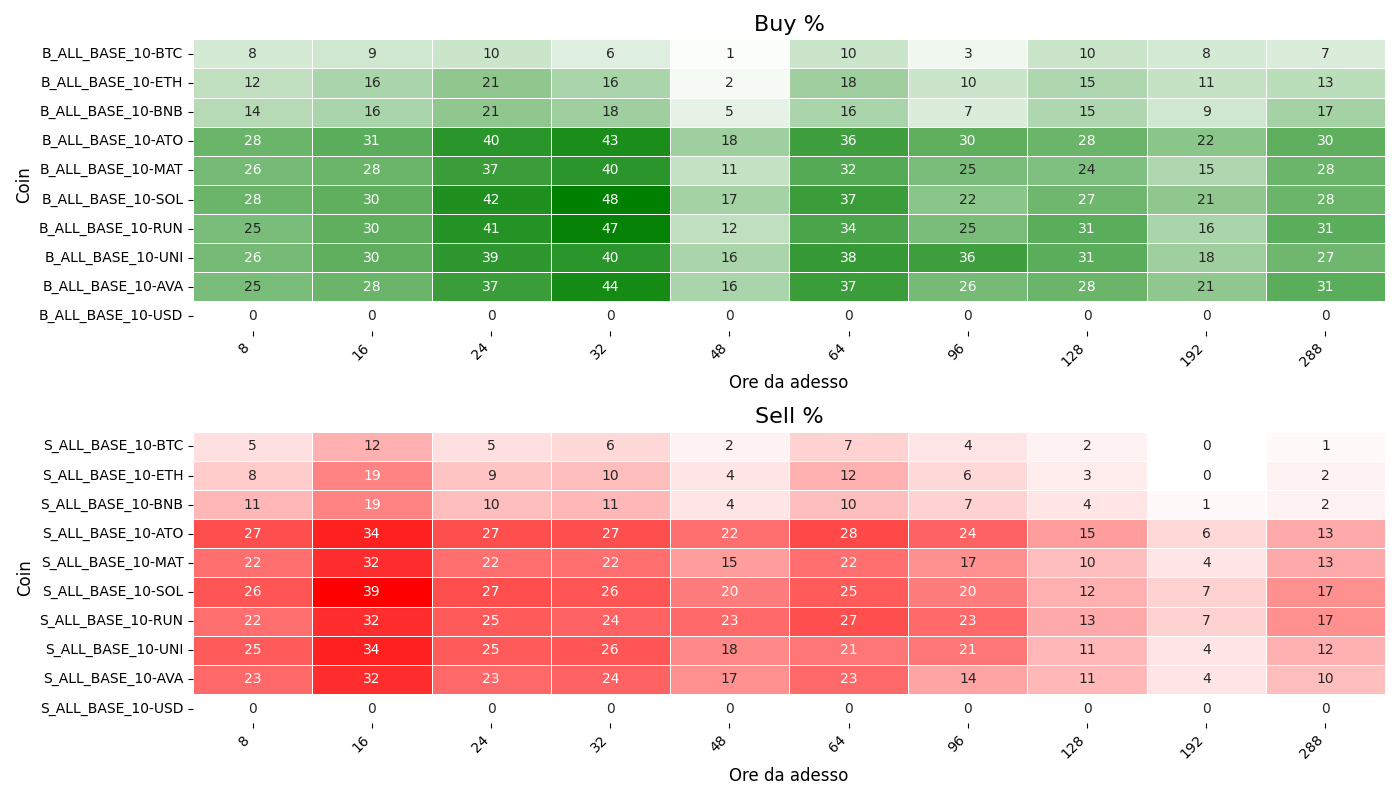 Buy %
Coin
B_ALL_BASE_10-BTC 8 9 10 6 1 10 3 10 8 7
B_ALL_BASE_10-ETH 12 16 21 16 2 18 10 15 11 13
B_ALL_BASE_10-BNB 14 16 21 18 5 16 7 15 9 17
B_ALL_BASE_10-ATO 28 31 40 43 18 36 30 28 22 30
B_ALL_BASE_10-MAT 26 28 37 40 11 32 25 24 15 28
B_ALL_BASE_10-SOL 28 30 42 48 17 37 22 27 21 28
B_ALL_BASE_10-RUN 25 30 41 47 12 34 25 31 16 31
B_ALL_BASE_10-UNI 26 30 39 40 16 38 36 31 18 27
B_ALL_BASE_10-AVA 25 28 37 44 16 37 26 28 21 31
B_ALL_BASE_10-USD 0 0 0 0 0 0 0 0 0 0
8 16 24 32 48 64 96 128 192 288
Ore da adesso
Sell %
Coin
S_ALL_BASE_10-BTC 5 12 5 6 2 7 4 2 0 1
S_ALL_BASE_10-ETH 8 19 9 10 4 12 6 3 0 2
S_ALL_BASE_10-BNB 11 19 10 11 4 10 7 4 1 2
S_ALL_BASE_10-ATO 27 34 27 27 22 28 24 15 6 13
S_ALL_BASE_10-MAT 22 32 22 22 15 22 17 10 4 13
S_ALL_BASE_10-SOL 26 39 27 26 20 25 20 12 7 17
S_ALL_BASE_10-RUN 22 32 25 24 23 27 23 13 7 17
S_ALL_BASE_10-UNI 25 34 25 26 18 21 21 11 4 12
S_ALL_BASE_10-AVA 23 32 23 24 17 23 14 11 4 10
S_ALL_BASE_10-USD 0 0 0 0 0 0 0 0 0 0
8 16 24 32 48 64 96 128 192 288
Ore da adesso